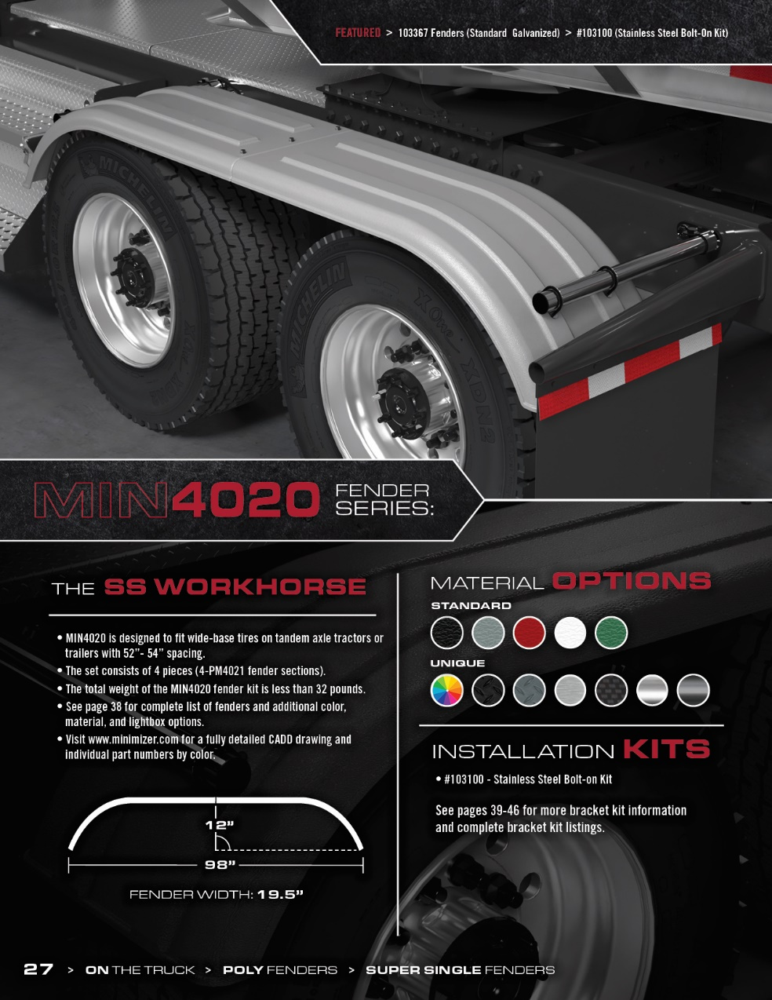 FEATURED > 103367 Fenders (Standard Galvanized) > #103100 (Stainless Steel Bolt-On Kit)
MICHELIN
MICHELIN
X One
XDN2
MIN4020 FENDER
SERIES:
THE SS WORKHORSE
• MIN4020 is designed to fit wide-base tires on tandem axle tractors or
trailers with 52”- 54” spacing.
• The set consists of 4 pieces (4-PM4021 fender sections).
• The total weight of the MIN4020 fender kit is less than 32 pounds.
• See page 38 for complete list of fenders and additional color,
material, and lightbox options.
• Visit www.minimizer.com for a fully detailed CADD drawing and
individual part numbers by color.
12”
98”
FENDER WIDTH: 19.5”
MATERIAL OPTIONS
STANDARD
UNIQUE
INSTALLATION KITS
• #103100 - Stainless Steel Bolt-on Kit
See pages 39-46 for more bracket kit information
and complete bracket kit listings.
27 > ON THE TRUCK > POLY FENDERS > SUPER SINGLE FENDERS